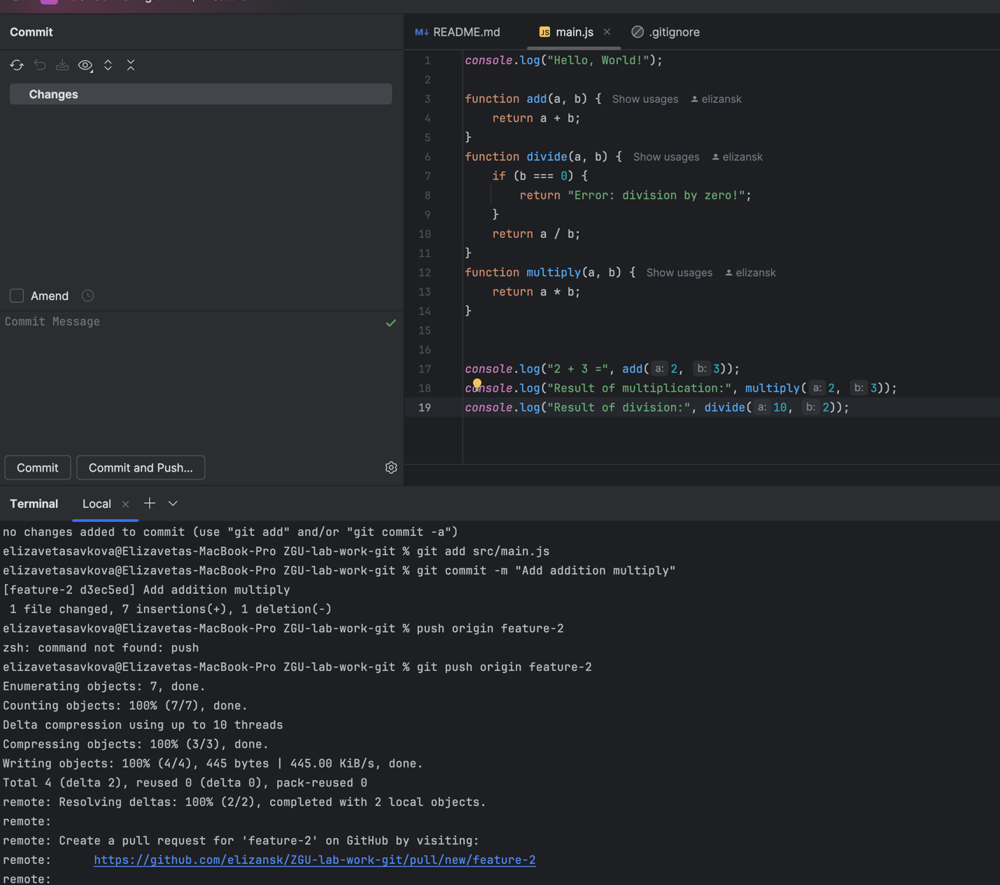 Commit
README.md
main.js
.gitignore
Changes
Amend
Commit Message
Commit
Commit and Push...
1 console.log("Hello, World!");
2
3 function add(a, b) { Show usages elizansk
4 return a + b;
5 }
6 function divide(a, b) { Show usages elizansk
7 if (b === 0) {
8 return "Error: division by zero!";
9 }
10 return a / b;
11 }
12 function multiply(a, b) { Show usages elizansk
13 return a * b;
14 }
15
16
17 console.log("2 + 3 =", add( a: 2, b: 3));
18 console.log("Result of multiplication:", multiply( a: 2, b: 3));
19 console.log("Result of division:", divide( a: 10, b: 2));
Terminal Local
no changes added to commit (use "git add" and/or "git commit -a")
elizavetasavkova@Elizavetas-MacBook-Pro ZGU-lab-work-git % git add src/main.js
elizavetasavkova@Elizavetas-MacBook-Pro ZGU-lab-work-git % git commit -m "Add addition multiply"
[feature-2 d3ec5ed] Add addition multiply
1 file changed, 7 insertions(+), 1 deletion(-)
elizavetasavkova@Elizavetas-MacBook-Pro ZGU-lab-work-git % push origin feature-2
zsh: command not found: push
elizavetasavkova@Elizavetas-MacBook-Pro ZGU-lab-work-git % git push origin feature-2
Enumerating objects: 7, done.
Counting objects: 100% (7/7), done.
Delta compression using up to 10 threads
Compressing objects: 100% (3/3), done.
Writing objects: 100% (4/4), 445 bytes | 445.00 KiB/s, done.
Total 4 (delta 2), reused 0 (delta 0), pack-reused 0
remote: Resolving deltas: 100% (2/2), completed with 2 local objects.
remote:
remote: Create a pull request for 'feature-2' on GitHub by visiting:
remote: https://github.com/elizansk/ZGU-lab-work-git/pull/new/feature-2
remote: